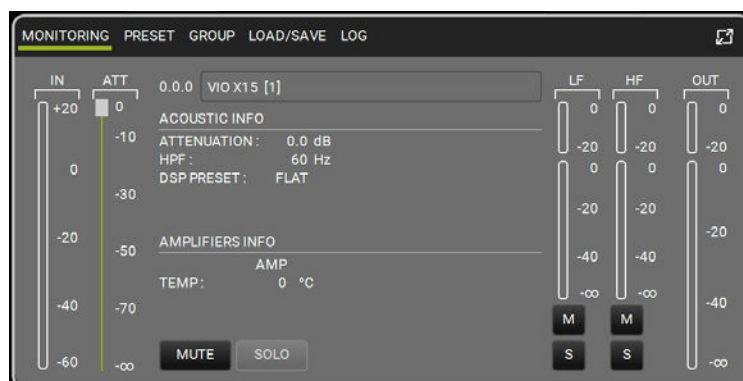 MONITORING PRESET GROUP LOAD/SAVE LOG
IN ATT LF HF OUT
0.0.0 VIO X15 [1]
+20 0 0 0 0
ACOUSTIC INFO
-10 ATTENUATION : 0.0 dB -20 -20 -20
HPF : 60 Hz
0 DSP PRESET : FLAT 0 0 0
-30
-20 -20
-20 AMPLIFIERS INFO -20
-50
AMP -40 -40
TEMP : 0 °C
-∞ -∞
-40 -70 -40
M M
MUTE SOLO S S
-60 -∞ -∞